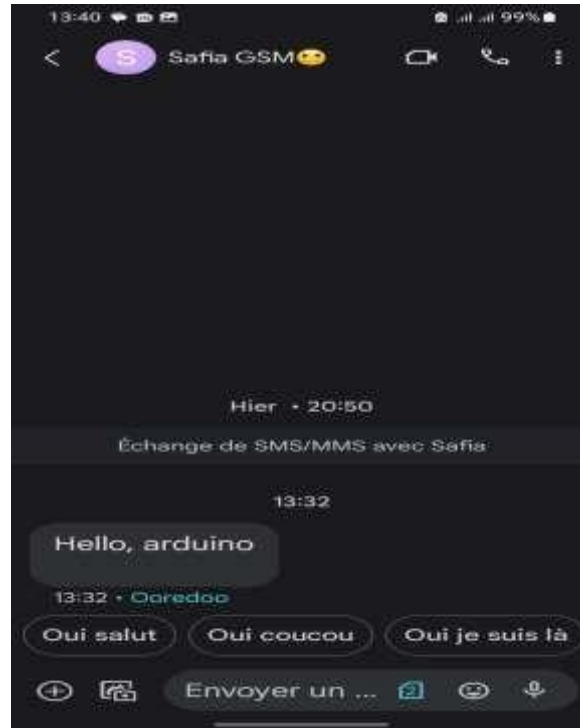 13:40 99%
S Safia GSM
Hier • 20:50
Échange de SMS/MMS avec Safia
13:32
Hello, arduino
13:32 • Ooredoo
Oui salut Oui coucou Oui je suis là
Envoyer un ... 2